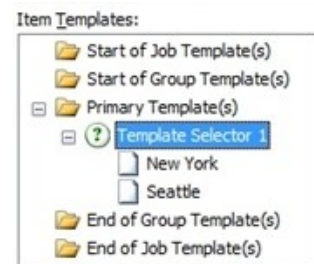 Item Templates:
Start of Job Template(s)
Start of Group Template(s)
Primary Template(s)
Template Selector 1
New York
Seattle
End of Group Template(s)
End of Job Template(s)